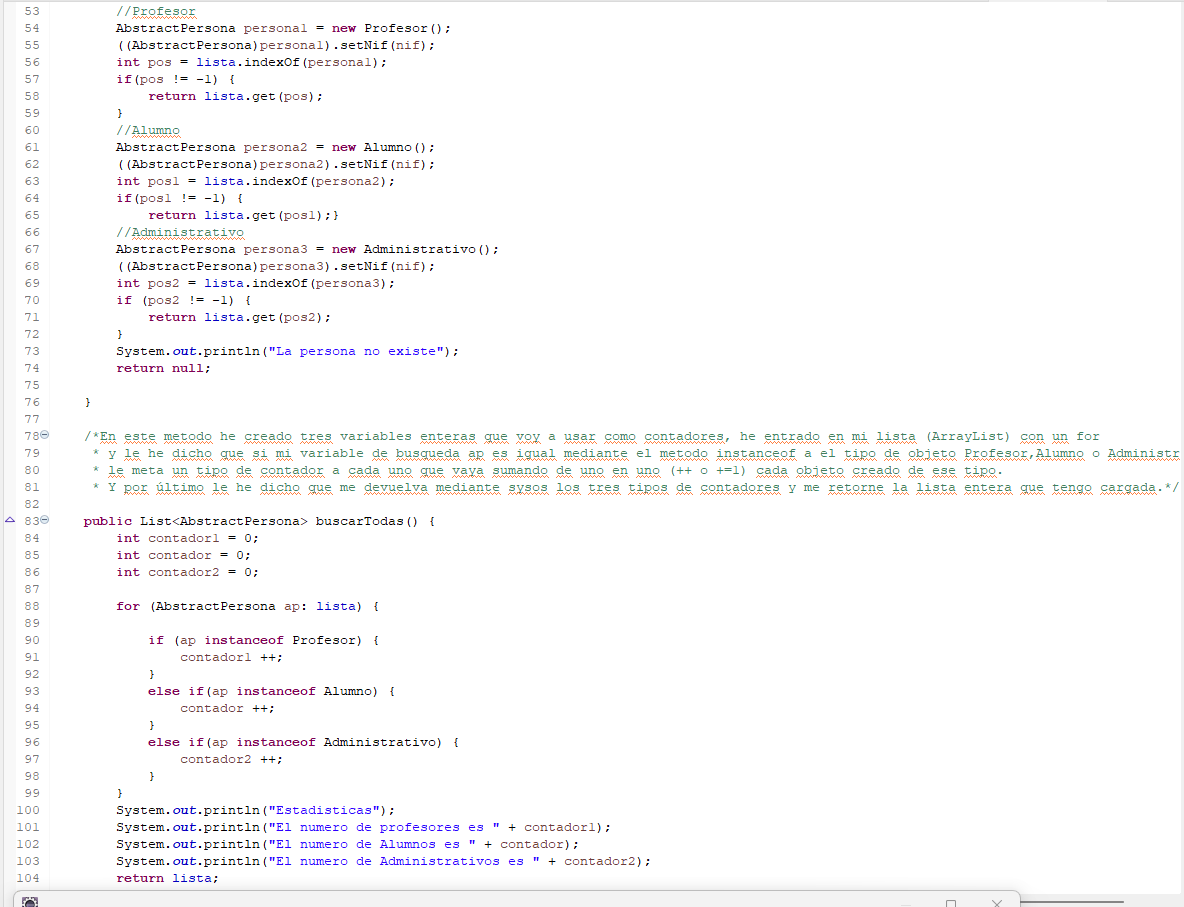 53 //Profesor
54 AbstractPersona persona1 = new Profesor();
55 ((AbstractPersona)persona1).setNif(nif);
56 int pos = lista.indexOf(persona1);
57 if(pos != -1) {
58 return lista.get(pos);
59 }
60 //Alumno
61 AbstractPersona persona2 = new Alumno();
62 ((AbstractPersona)persona2).setNif(nif);
63 int pos1 = lista.indexOf(persona2);
64 if(pos1 != -1) {
65 return lista.get(pos1);}
66 //Administrativo
67 AbstractPersona persona3 = new Administrativo();
68 ((AbstractPersona)persona3).setNif(nif);
69 int pos2 = lista.indexOf(persona3);
70 if (pos2 != -1) {
71 return lista.get(pos2);
72 }
73 System.out.println("La persona no existe");
74 return null;
75
76 }
77
78 /*En este metodo he creado tres variables enteras que voy a usar como contadores, he entrado en mi lista (ArrayList) con un for
79 * y le he dicho que si mi variable de busqueda ap es igual mediante el metodo instanceof a el tipo de objeto Profesor,Alumno o Administr
80 * le meta un tipo de contador a cada uno que vaya sumando de uno en uno (++ o +=1) cada objeto creado de ese tipo.
81 * Y por último le he dicho que me devuelva mediante sysos los tres tipos de contadores y me retorne la lista entera que tengo cargada.*/
82
83 public List<AbstractPersona> buscarTodas() {
84 int contador1 = 0;
85 int contador = 0;
86 int contador2 = 0;
87
88 for (AbstractPersona ap: lista) {
89
90 if (ap instanceof Profesor) {
91 contador1 ++;
92 }
93 else if(ap instanceof Alumno) {
94 contador ++;
95 }
96 else if(ap instanceof Administrativo) {
97 contador2 ++;
98 }
99 }
100 System.out.println("Estadisticas");
101 System.out.println("El numero de profesores es " + contador1);
102 System.out.println("El numero de Alumnos es " + contador);
103 System.out.println("El numero de Administrativos es " + contador2);
104 return lista;